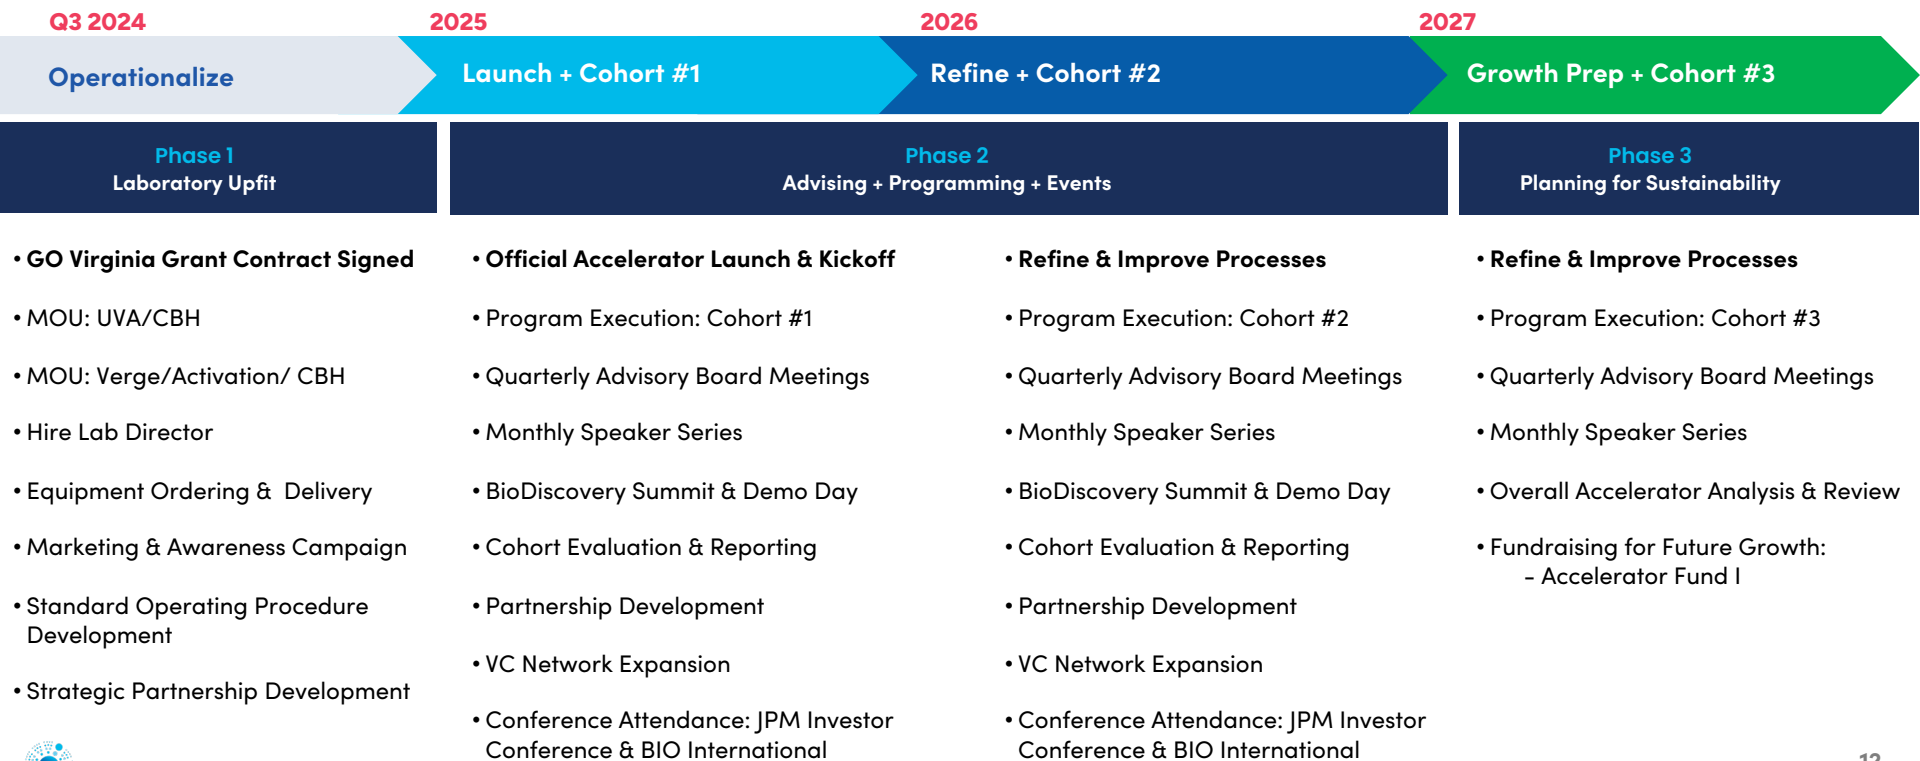 Q3 2024
2025
2026
2027
Operationalize
Launch + Cohort #1
Refine + Cohort #2
Growth Prep + Cohort #3
Phase 1
Laboratory Upfit
Phase 2
Advising + Programming + Events
Phase 3
Planning for Sustainability
• GO Virginia Grant Contract Signed
• MOU: UVA/CBH
• MOU: Verge/Activation/ CBH
• Hire Lab Director
• Equipment Ordering & Delivery
• Marketing & Awareness Campaign
• Standard Operating Procedure
Development
• Strategic Partnership Development
• Official Accelerator Launch & Kickoff
• Program Execution: Cohort #1
• Quarterly Advisory Board Meetings
• Monthly Speaker Series
• BioDiscovery Summit & Demo Day
• Cohort Evaluation & Reporting
• Partnership Development
• VC Network Expansion
• Conference Attendance: JPM Investor
Conference & BIO International
• Refine & Improve Processes
• Program Execution: Cohort #2
• Quarterly Advisory Board Meetings
• Monthly Speaker Series
• BioDiscovery Summit & Demo Day
• Cohort Evaluation & Reporting
• Partnership Development
• VC Network Expansion
• Conference Attendance: JPM Investor
Conference & BIO International
• Refine & Improve Processes
• Program Execution: Cohort #3
• Quarterly Advisory Board Meetings
• Monthly Speaker Series
• Overall Accelerator Analysis & Review
• Fundraising for Future Growth:
- Accelerator Fund I